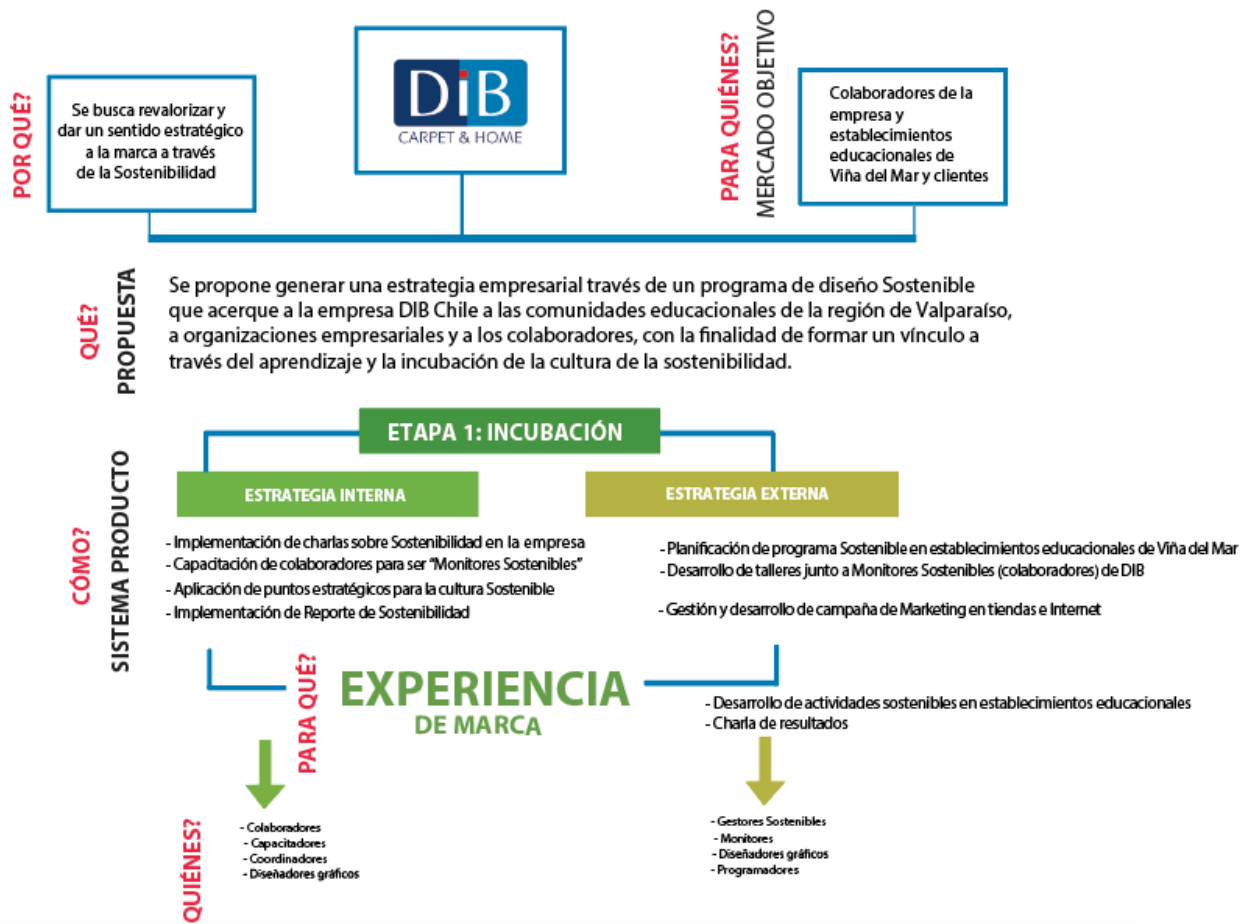 POR QUÉ?
Se busca revalorizar y
dar un sentido estratégico
a la marca a través
de la Sostenibilidad
DiB
CARPET & HOME
PARA QUIÉNES?
MERCADO OBJETIVO
Colaboradores de la
empresa y
establecimientos
educacionales de
Viña del Mar y clientes
QUÉ?
PROPUESTA
Se propone generar una estrategia empresarial través de un programa de diseño Sostenible
que acerque a la empresa DIB Chile a las comunidades educacionales de la región de Valparaíso,
a organizaciones empresariales y a los colaboradores, con la finalidad de formar un vínculo a
través del aprendizaje y la incubación de la cultura de la sostenibilidad.
CÓMO?
SISTEMA PRODUCTO
ETAPA 1: INCUBACIÓN
ESTRATEGIA INTERNA
- Implementación de charlas sobre Sostenibilidad en la empresa
- Capacitación de colaboradores para ser "Monitores Sostenibles"
- Aplicación de puntos estratégicos para la cultura Sostenible
- Implementación de Reporte de Sostenibilidad
ESTRATEGIA EXTERNA
- Planificación de programa Sostenible en establecimientos educacionales de Viña del Mar
- Desarrollo de talleres junto a Monitores Sostenibles (colaboradores) de DIB
- Gestión y desarrollo de campaña de Marketing en tiendas e Internet
PARA QUÉ?
EXPERIENCIA
DE MARCA
- Desarrollo de actividades sostenibles en establecimientos educacionales
- Charla de resultados
QUIÉNES?
- Colaboradores
- Capacitadores
- Coordinadores
- Diseñadores gráficos
- Gestores Sostenibles
- Monitores
- Diseñadores gráficos
- Programadores